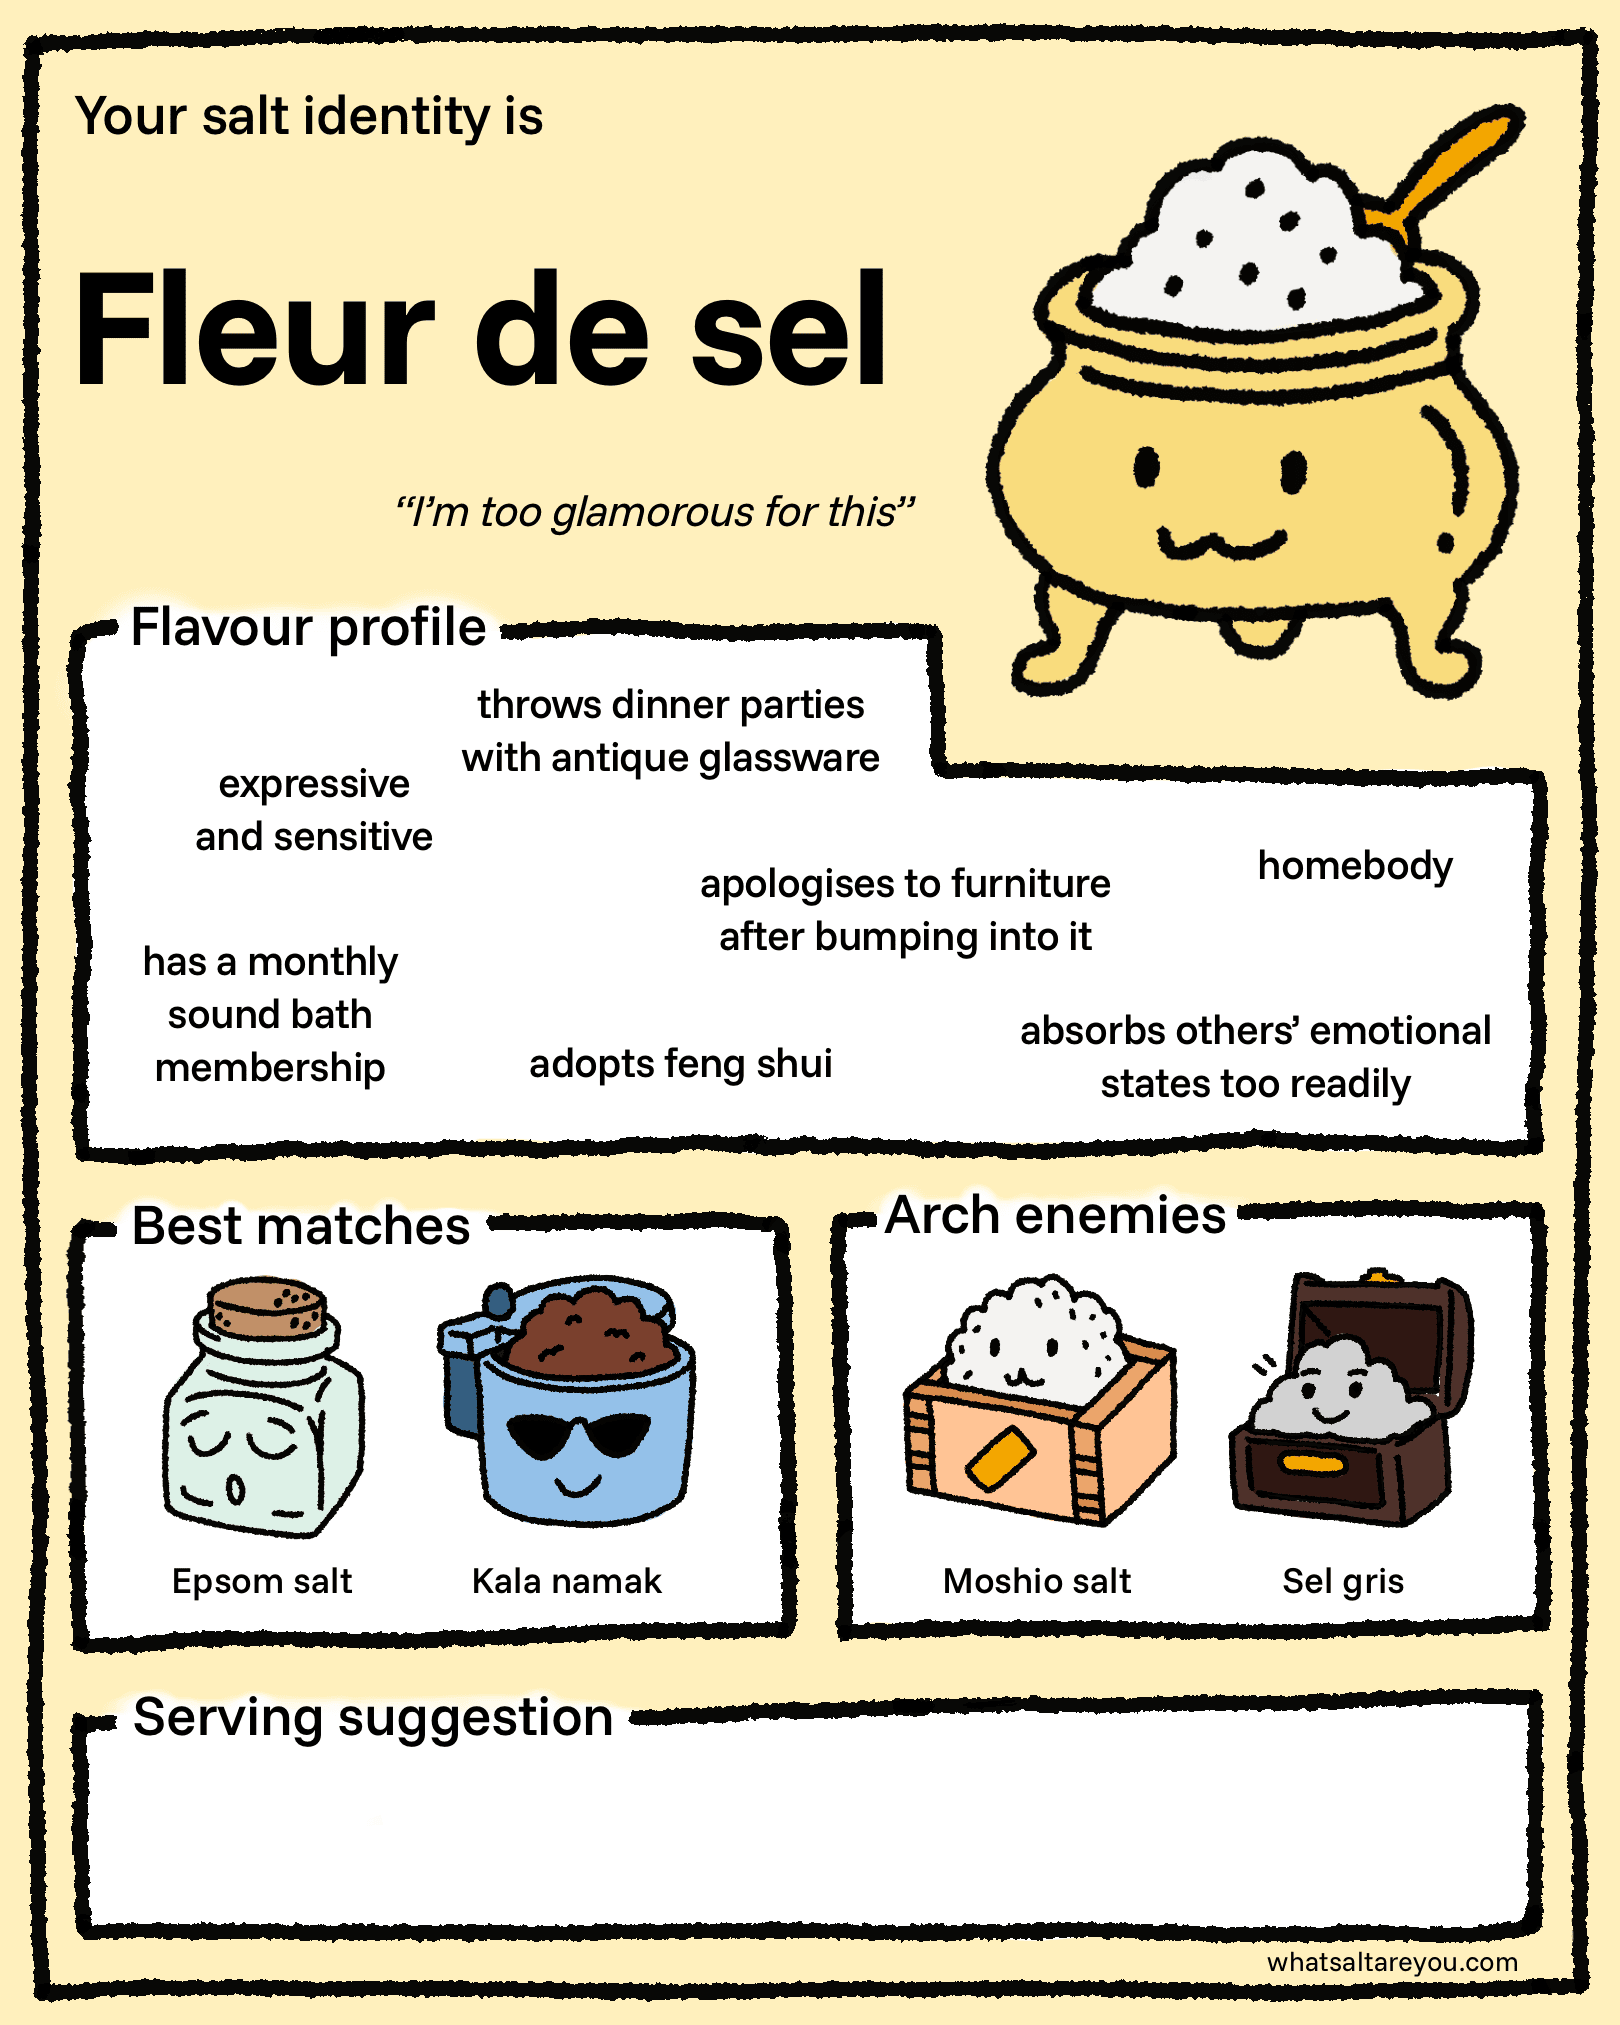 Your salt identity is
Fleur de sel
“I’m too glamorous for this”
Flavour profile
throws dinner parties
with antique glassware
expressive
and sensitive
apologises to furniture
after bumping into it
homebody
has a monthly
sound bath
membership
adopts feng shui
absorbs others’ emotional
states too readily
Best matches
Epsom salt
Kala namak
Arch enemies
Moshio salt
Sel gris
Serving suggestion
whatsaltareyou.com